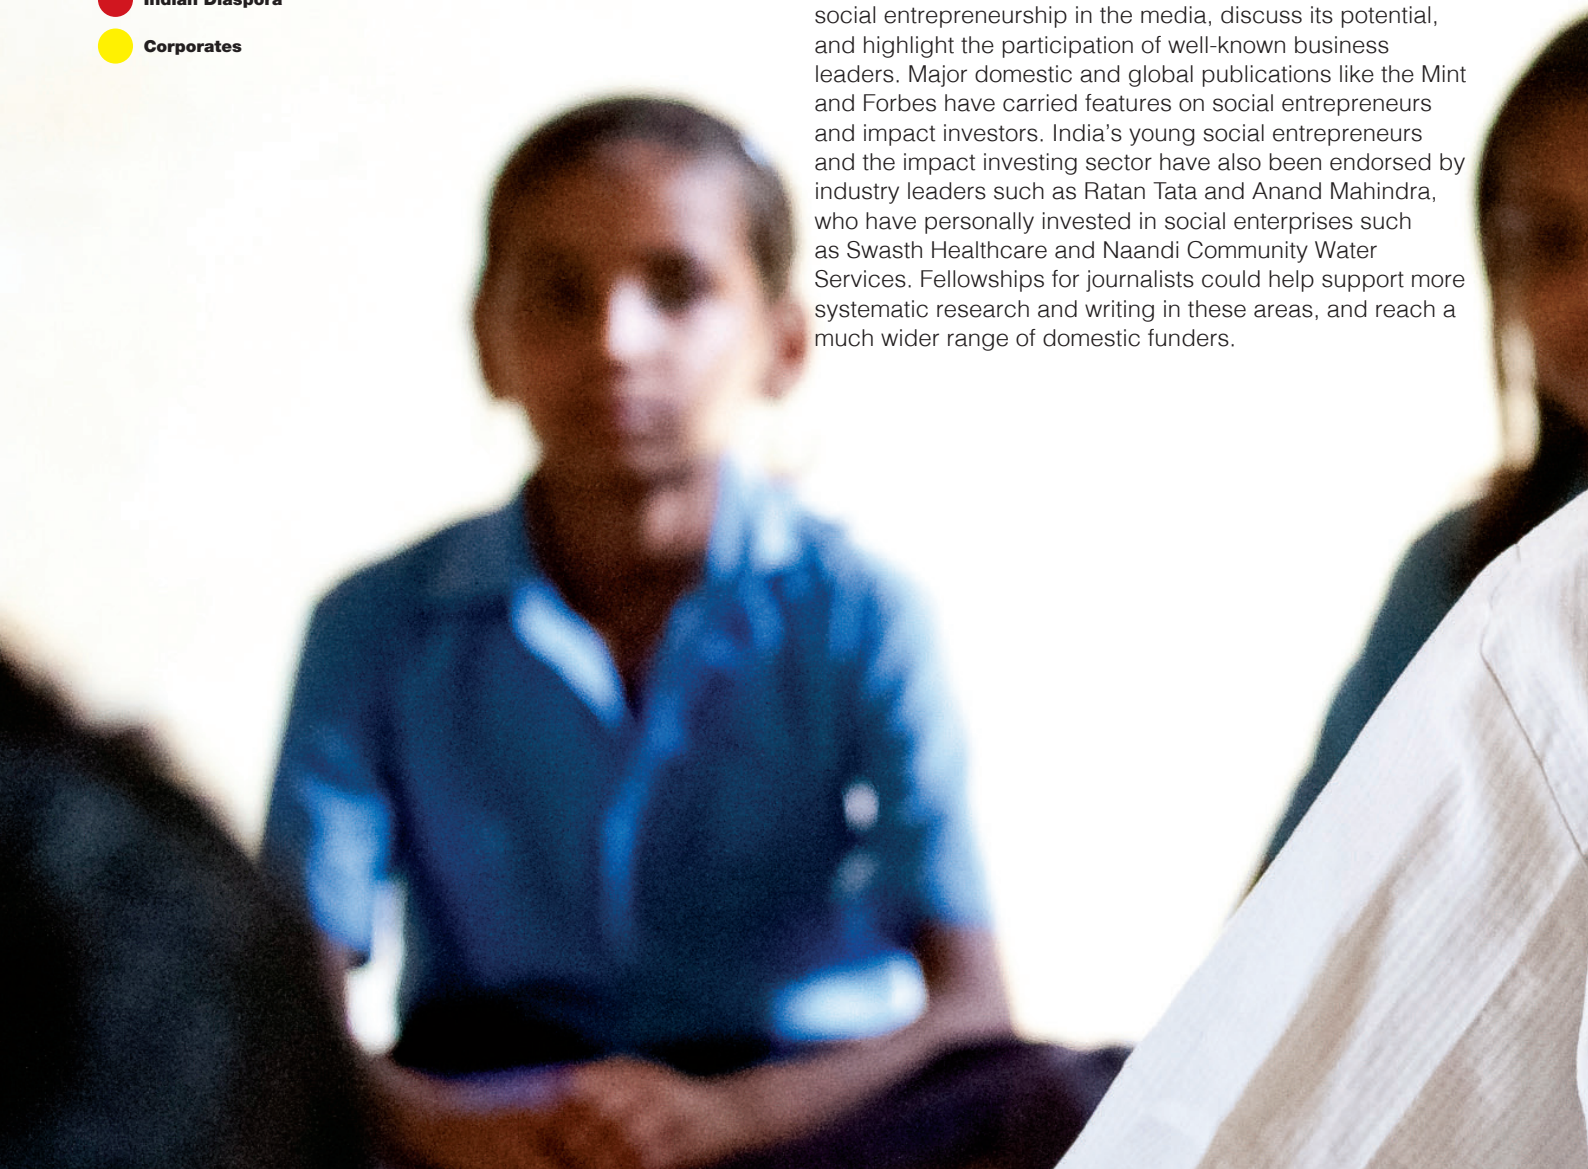 Indian Diaspora
Corporates
social entrepreneurship in the media, discuss its potential,
and highlight the participation of well-known business
leaders. Major domestic and global publications like the Mint
and Forbes have carried features on social entrepreneurs
and impact investors. India’s young social entrepreneurs
and the impact investing sector have also been endorsed by
industry leaders such as Ratan Tata and Anand Mahindra,
who have personally invested in social enterprises such
as Swasth Healthcare and Naandi Community Water
Services. Fellowships for journalists could help support more
systematic research and writing in these areas, and reach a
much wider range of domestic funders.